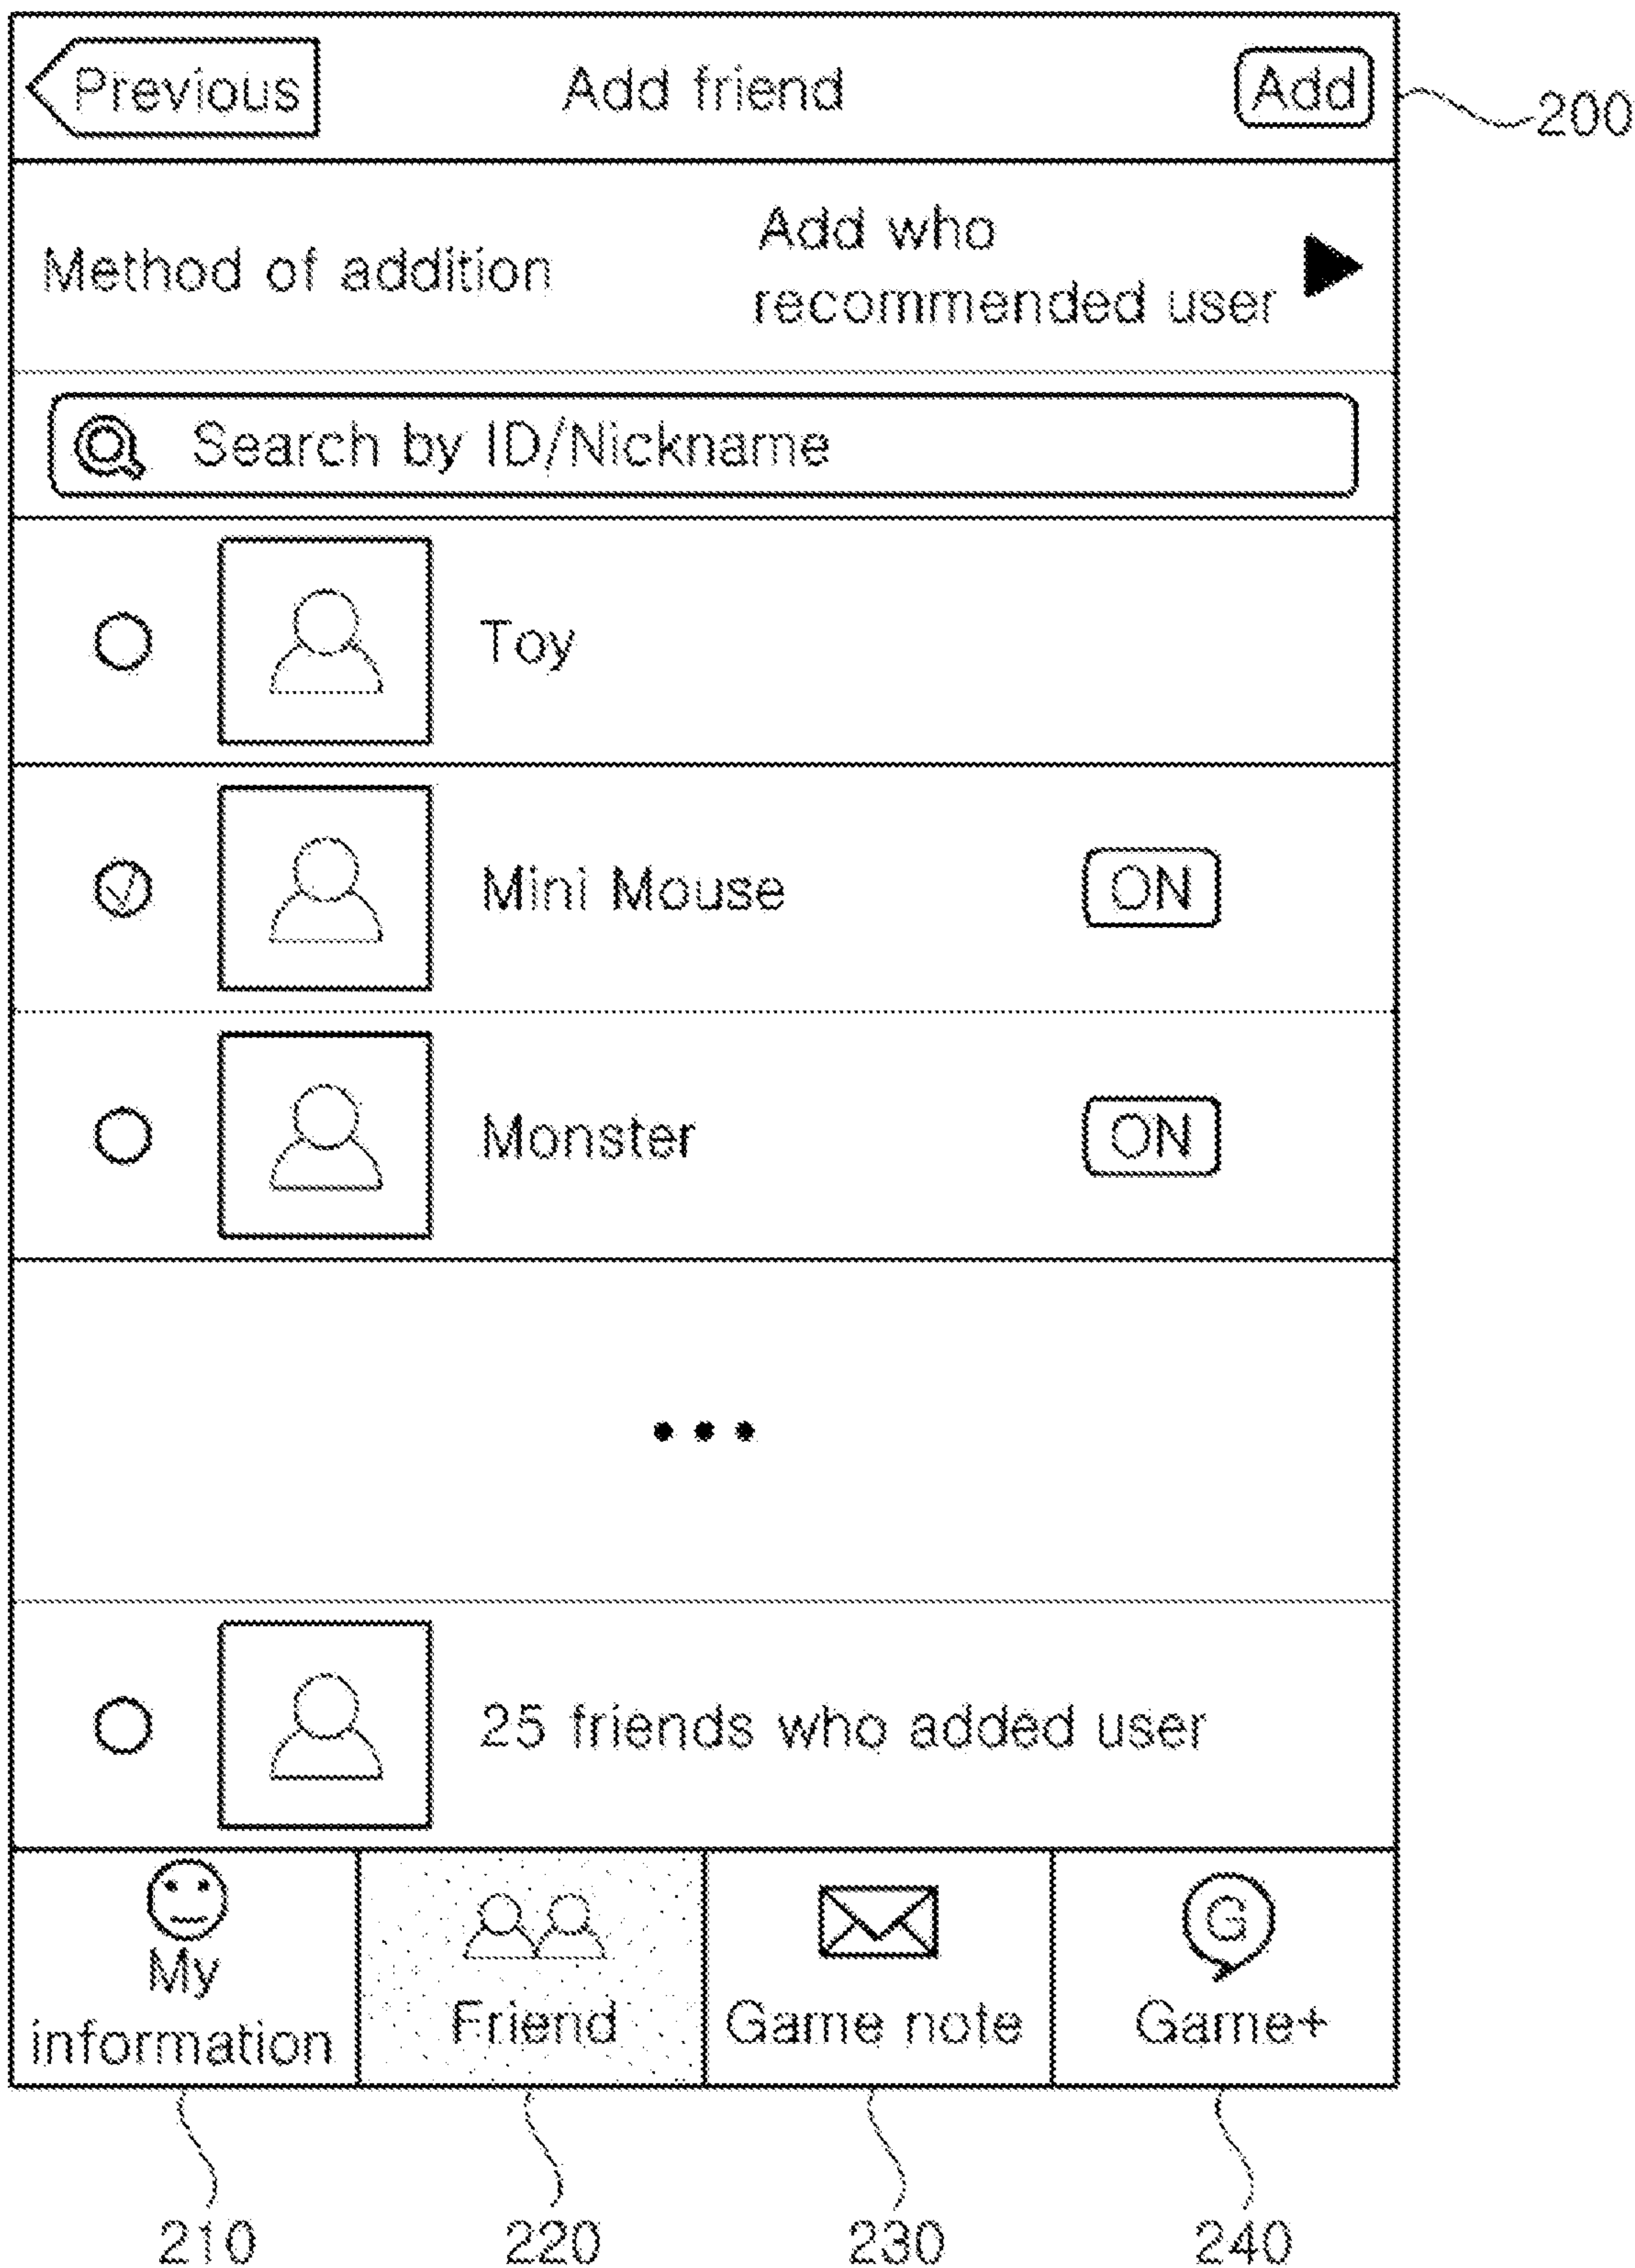 Previous
Add friend
Add
200
Method of addition
Add who
recommended user
Search by ID/Nickname
Toy
Mini Mouse
ON
Monster
ON
25 friends who added user
My
information
Friend
Game note
G
Game+
210
220
230
240